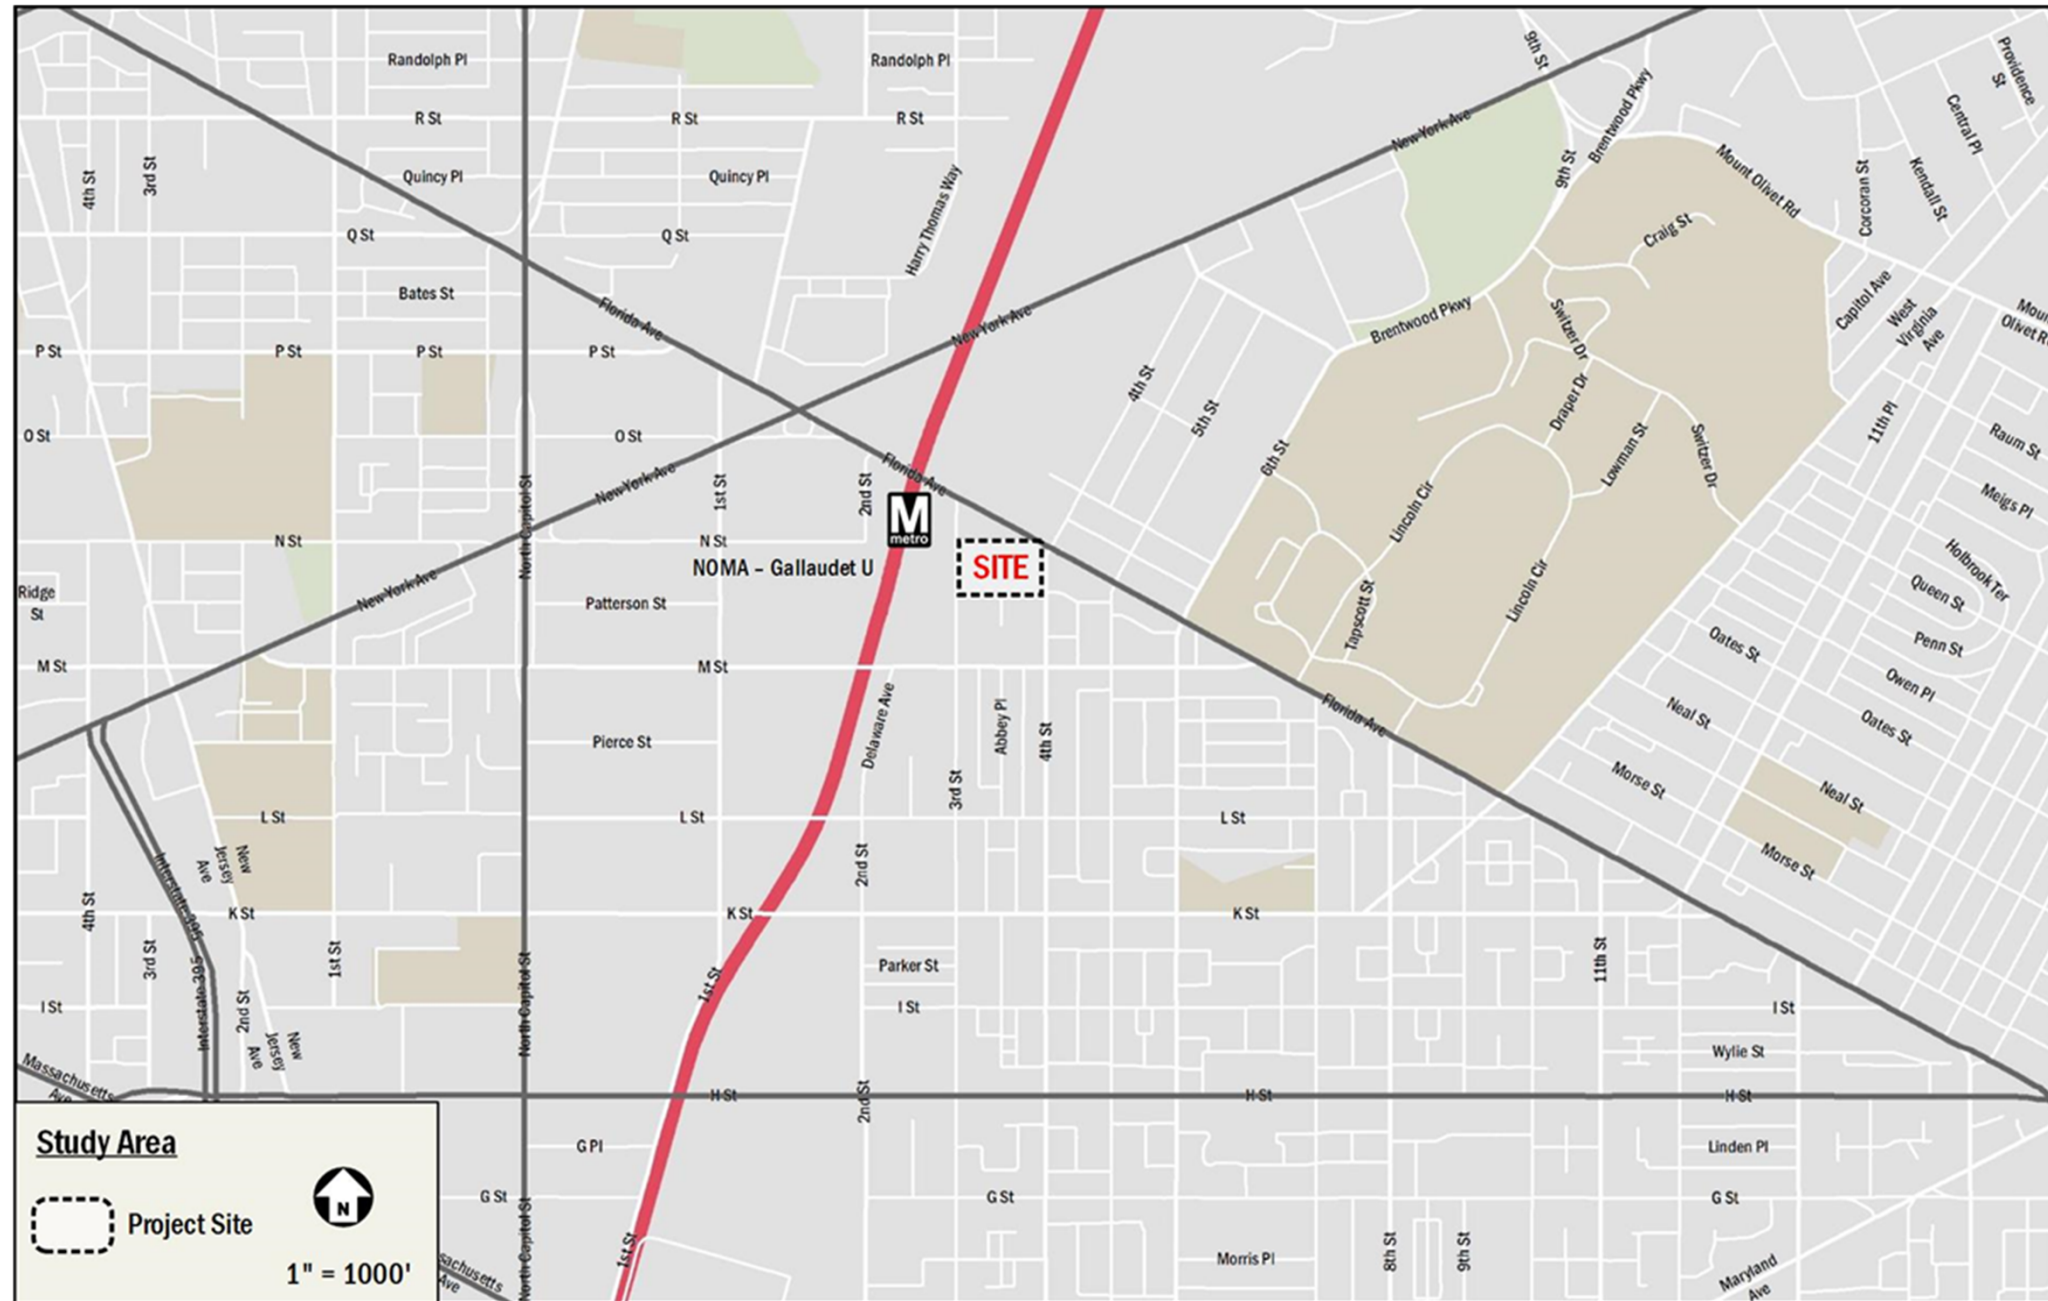 Randolph Pl
Randolph Pl
9th St
Providence
St
R St
R St
R St
New York Ave
Brentwood Pkwy
Central Pl
4th St
3rd St
Quincy Pl
Quincy Pl
Harry Thomas Way
9th St
Mount Olivet Rd
Corcoran St
Kendall St
Q St
Q St
Craig St
Bates St
Florida Ave
New York Ave
Brentwood Pkwy
Switzer Dr
Capitol Ave
West
Virginia
Ave
Olivet
P St
P St
P St
P St
4th St
5th St
Draper Dr
11th Pl
O St
O St
6th St
Lowman St
Switzer Dr
Raum St
New York Ave
North Capitol St
1st St
2nd St
Florida Ave
M
metro
Lincoln Cir
Meigs Pl
N St
N St
NOMA – Gallaudet U
SITE
Holbrook Ter
Ridge
St
New York Ave
Patterson St
Tapscott St
Lincoln Cir
Queen St
Oates St
Penn St
M St
M St
Delaware Ave
Abbey Pl
4th St
Florida Ave
Neal St
Owen Pl
Oates St
Pierce St
3rd St
Morse St
Neal St
L St
L St
L St
New
Jersey
Ave
Interstate 395
2nd St
Morse St
4th St
K St
K St
K St
3rd St
Interstate 395
1st St
North Capitol St
1st St
Parker St
11th St
I St
2nd St
I St
I St
New
Jersey
Ave
Wylie St
Massachusetts
Ave
H St
2nd St
H St
H St
Study Area
G Pl
Linden Pl
N
Project Site
G St
North Capitol St
G St
G St
1" = 1000'
Ave
1st St
Morris Pl
8th St
9th St
Maryland
Ave